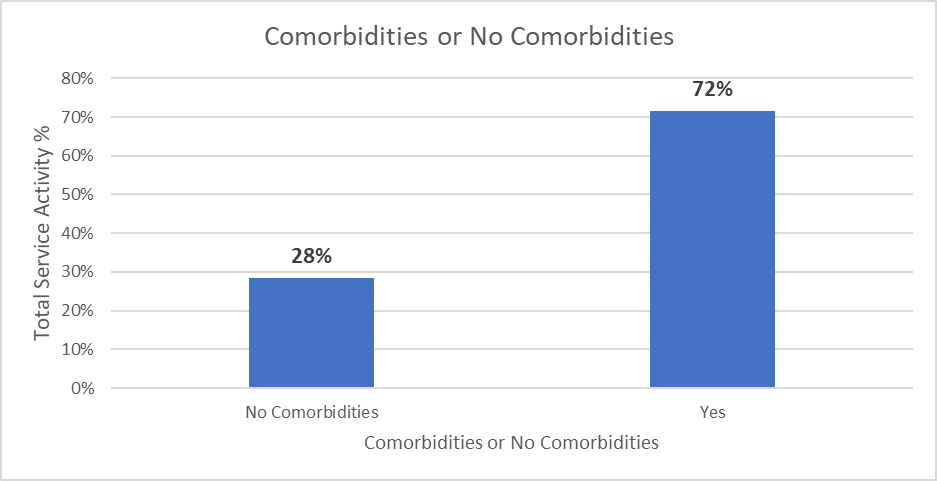 Comorbidities or No Comorbidities
Total Service Activity %
80%
70%
60%
50%
40%
30%
20%
10%
0%
28%
72%
No Comorbidities
Yes
Comorbidities or No Comorbidities